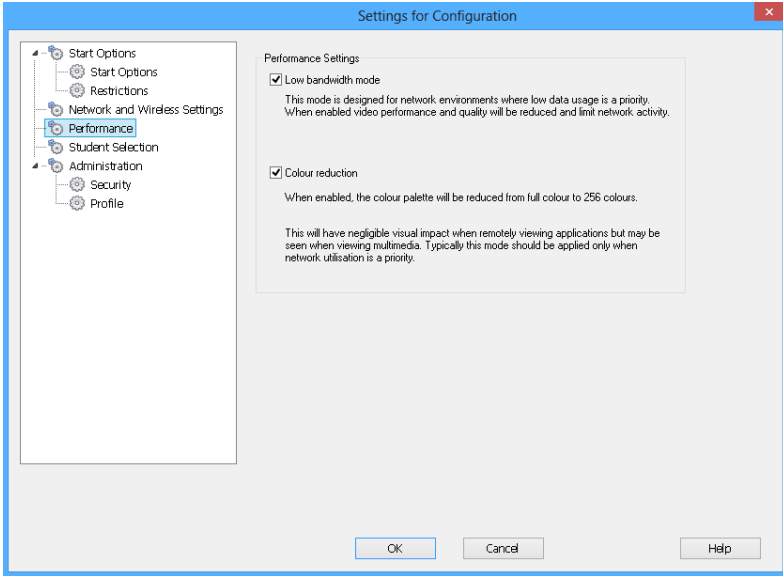 Settings for Configuration
Start Options
Start Options
Restrictions
Network and Wireless Settings
Performance
Student Selection
Administration
Security
Profile
Performance Settings
Low bandwidth mode
This mode is designed for network environments where low data usage is a priority.
When enabled video performance and quality will be reduced and limit network activity.
Colour reduction
When enabled, the colour palette will be reduced from full colour to 256 colours.
This will have negligible visual impact when remotely viewing applications but may be
seen when viewing multimedia. Typically this mode should be applied only when
network utilisation is a priority.
OK
Cancel
Help